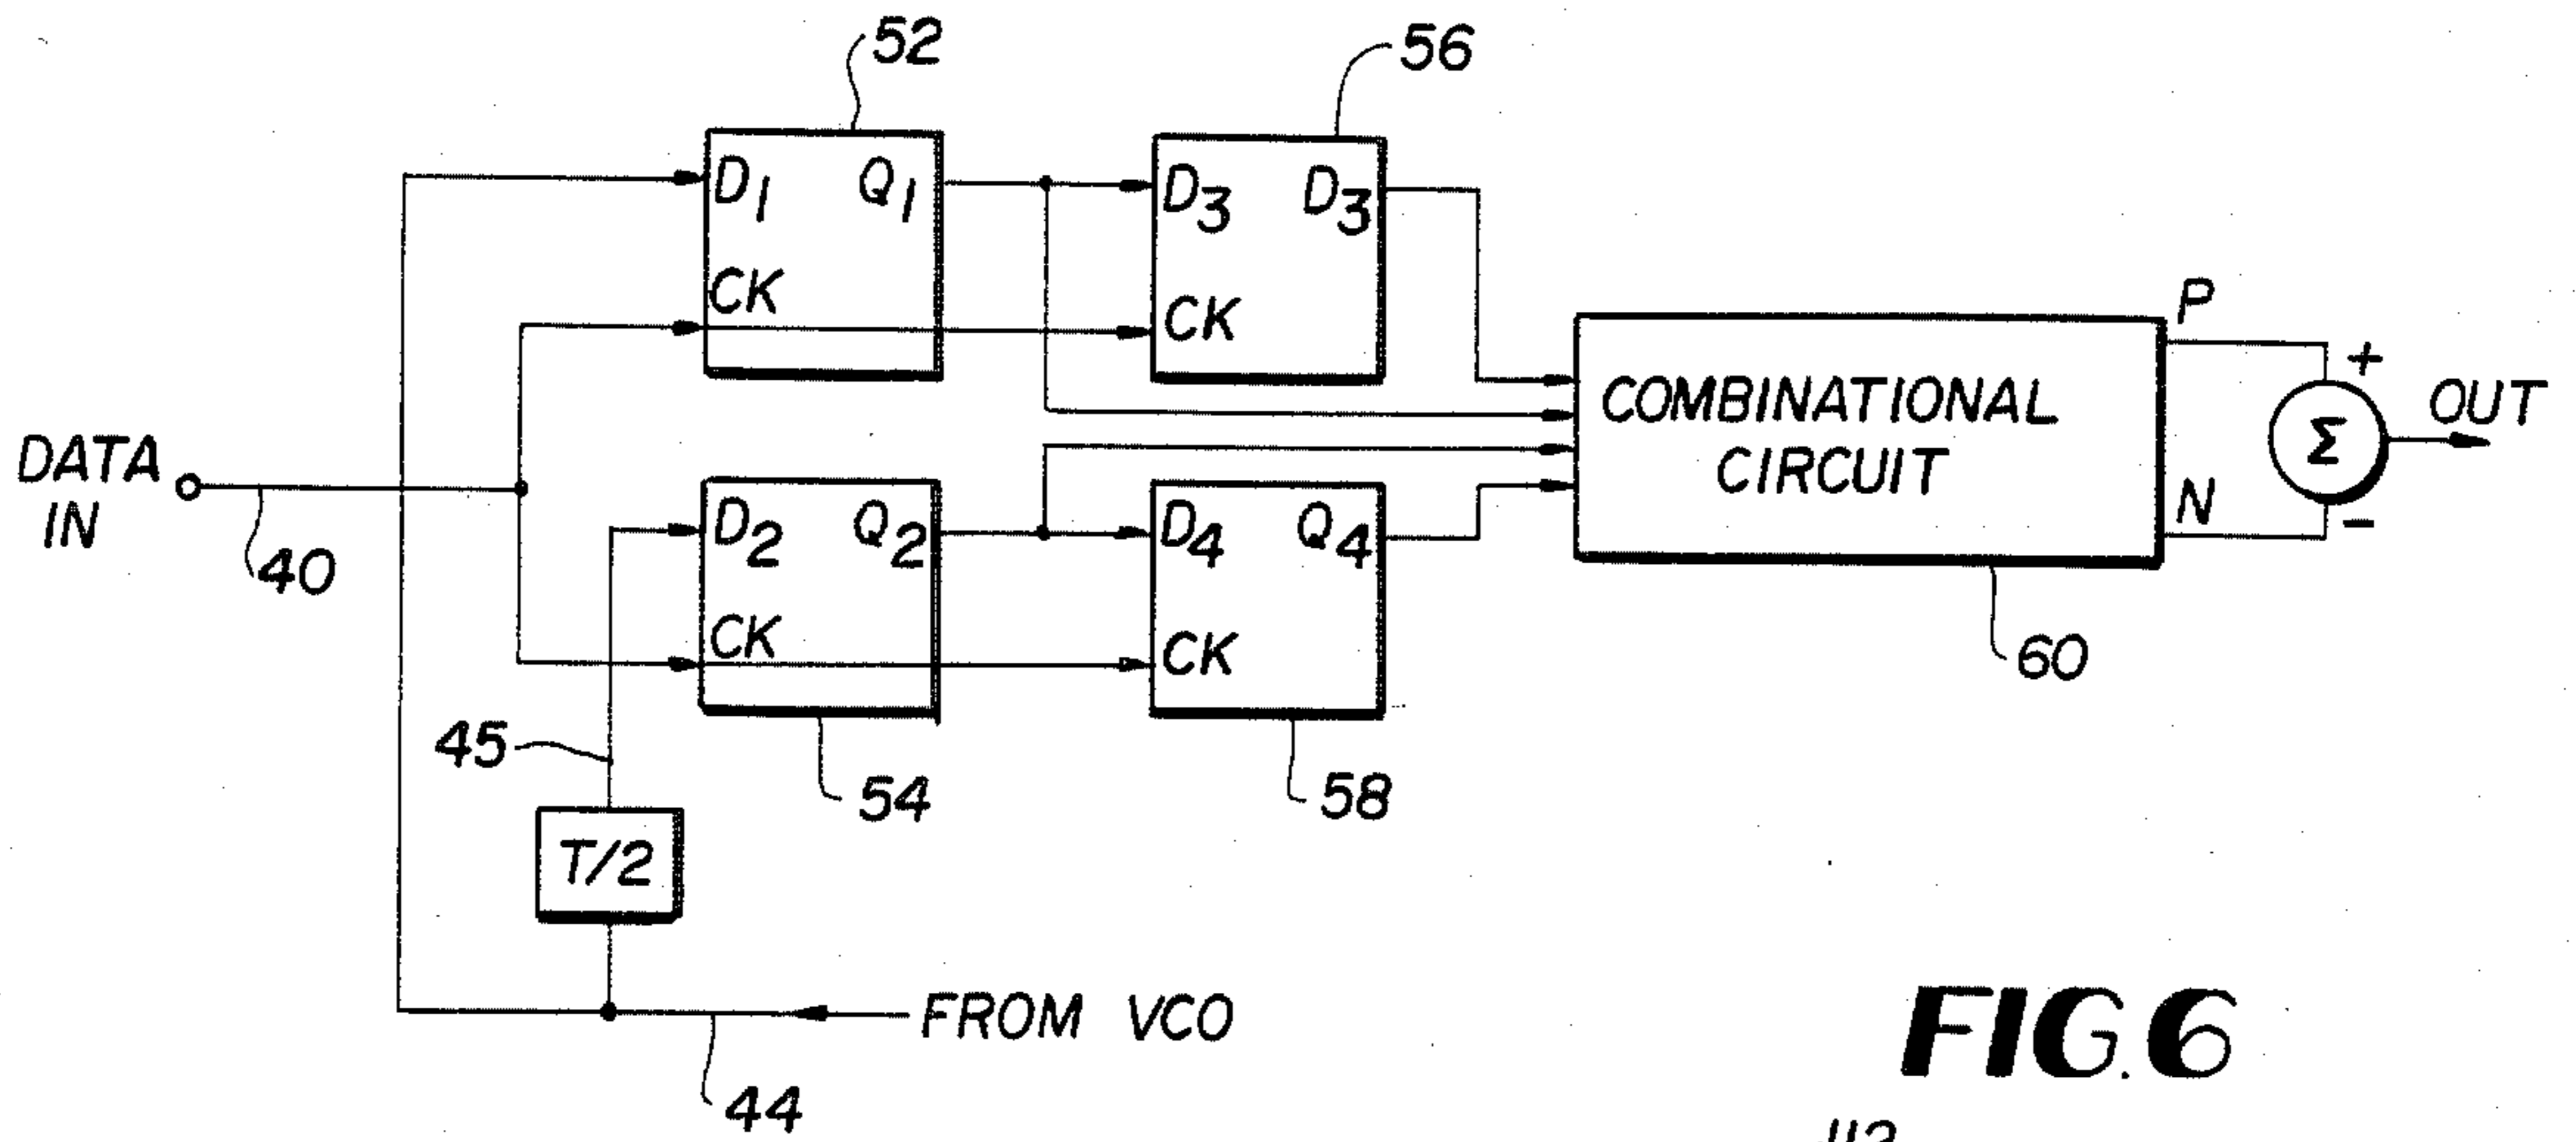 52
56
D1 Q1
CK
D3 D3
CK
DATA
IN
40
D2 Q2
CK
D4 Q4
CK
COMBINATIONAL
CIRCUIT
P
+
Σ
OUT
N
-
60
45
54
58
T/2
FROM VCO
44
FIG. 6